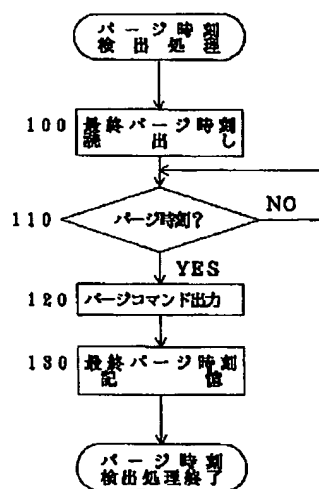 パージ時刻
検出処理
100
最終パージ時刻
読出し
110
パージ時刻?
NO
YES
120
パージコマンド出力
130
最終パージ時刻
記憶
パージ時刻
検出処理終了